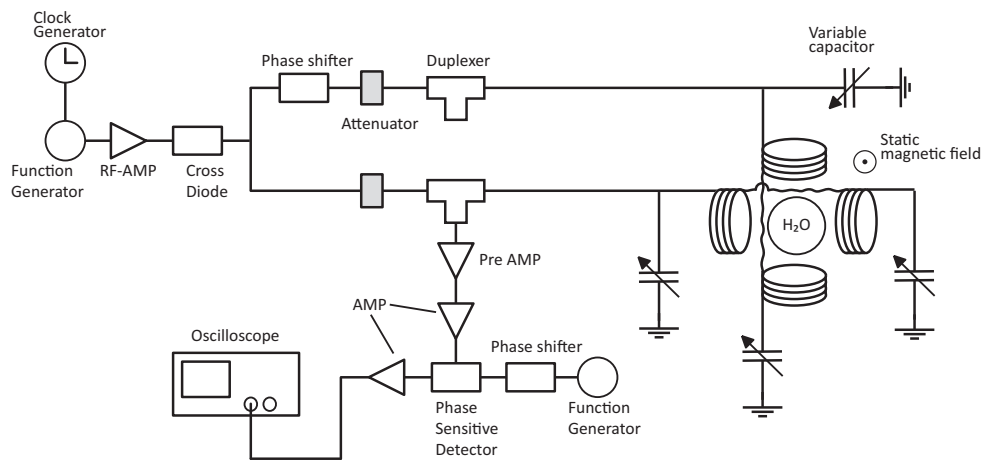 Clock
Generator
Variable
capacitor
Phase shifter
Duplexer
Attenuator
Static
magnetic field
Function
Generator
RF-AMP
Cross
Diode
H₂O
Pre AMP
AMP
Oscilloscope
Phase shifter
Phase
Sensitive
Detector
Function
Generator